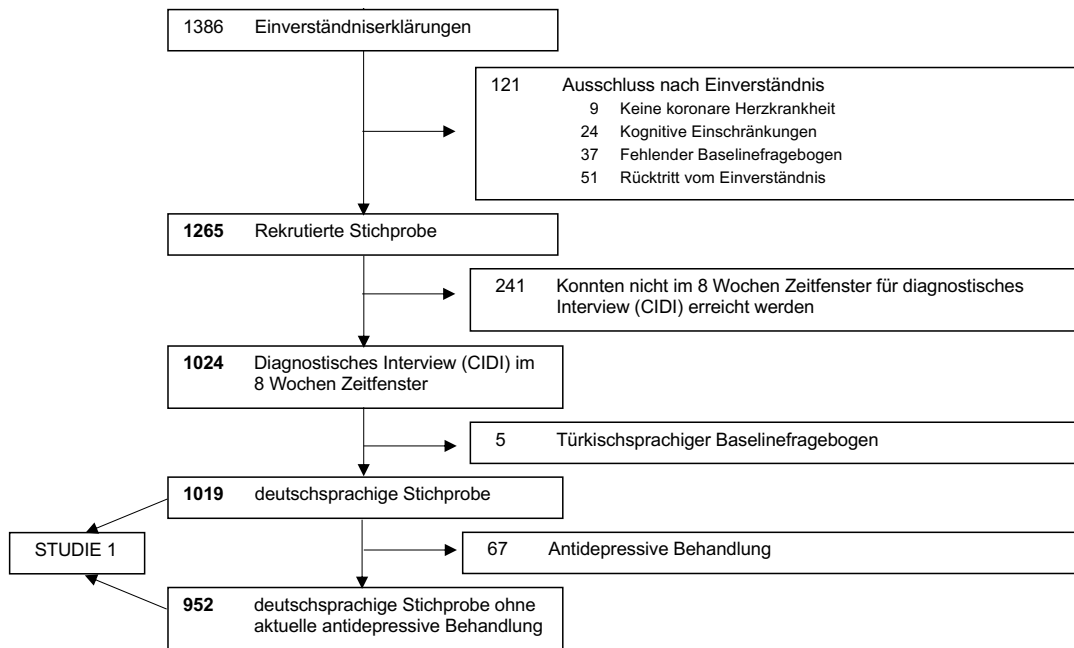 1386 Einverständniserklärungen
121 Ausschluss nach Einverständnis
9 Keine koronare Herzkrankheit
24 Kognitive Einschränkungen
37 Fehlender Baselinefragebogen
51 Rücktritt vom Einverständnis
1265 Rekrutierte Stichprobe
241 Konnten nicht im 8 Wochen Zeitfenster für diagnostisches
Interview (CIDI) erreicht werden
1024 Diagnostisches Interview (CIDI) im
8 Wochen Zeitfenster
5 Türkischsprachiger Baselinefragebogen
1019 deutschsprachige Stichprobe
STUDIE 1
67 Antidepressive Behandlung
952 deutschsprachige Stichprobe ohne
aktuelle antidepressive Behandlung